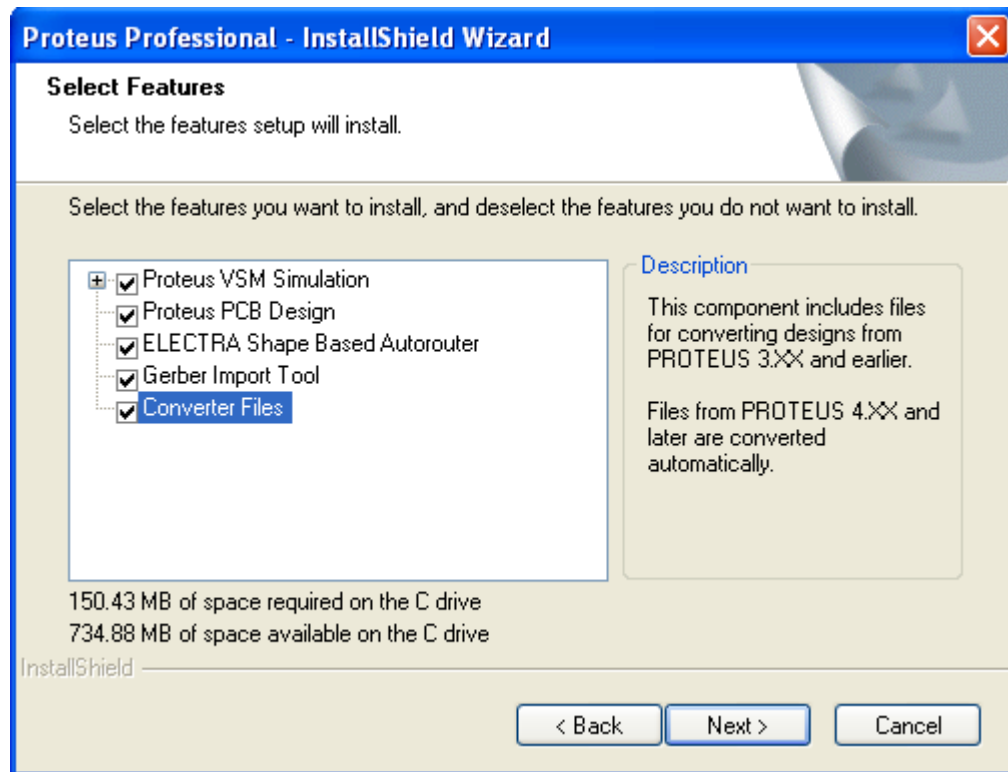 Proteus Professional - InstallShield Wizard
Select Features
Select the features setup will install.
Select the features you want to install, and deselect the features you do not want to install.
Proteus VSM Simulation
Proteus PCB Design
ELECTRA Shape Based Autorouter
Gerber Import Tool
Converter Files
Description
This component includes files
for converting designs from
PROTEUS 3.XX and earlier.
Files from PROTEUS 4.XX and
later are converted
automatically.
150.43 MB of space required on the C drive
734.88 MB of space available on the C drive
InstallShield
< Back
Next >
Cancel